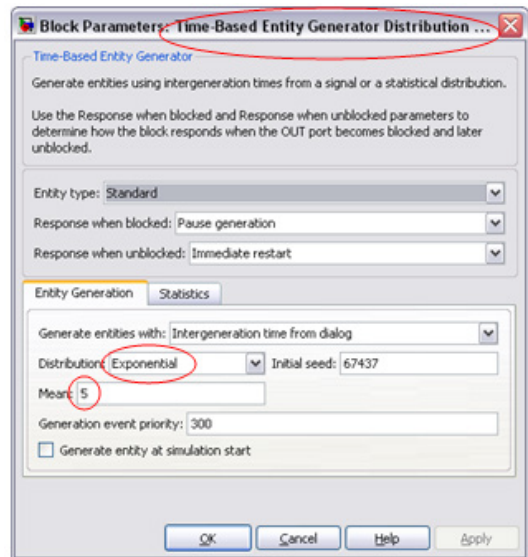 Block Parameters: Time-Based Entity Generator Distribution ...
Time-Based Entity Generator
Generate entities using intergeneration times from a signal or a statistical distribution.
Use the Response when blocked and Response when unblocked parameters to
determine how the block responds when the OUT port becomes blocked and later
unblocked.
Entity type: Standard
Response when blocked: Pause generation
Response when unblocked: Immediate restart
Entity Generation Statistics
Generate entities with: Intergeneration time from dialog
Distribution: Exponential Initial seed: 67437
Mean: 5
Generation event priority: 300
Generate entity at simulation start
OK Cancel Help Apply